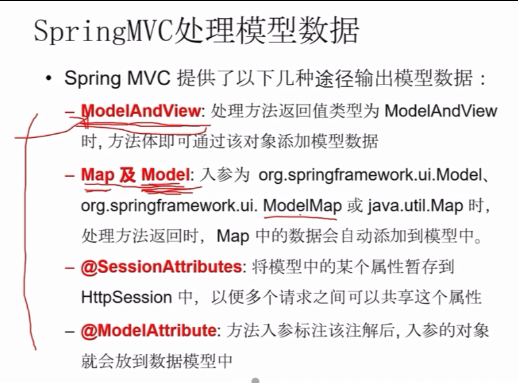 SpringMVC处理模型数据
• Spring MVC 提供了以下几种途径输出模型数据：
– ModelAndView: 处理方法返回值类型为 ModelAndView
时, 方法体即可通过该对象添加模型数据
– Map 及 Model: 入参为 org.springframework.ui.Model、
org.springframework.ui. ModelMap 或 java.util.Map 时，
处理方法返回时，Map 中的数据会自动添加到模型中。
– @SessionAttributes: 将模型中的某个属性暂存到
HttpSession 中，以便多个请求之间可以共享这个属性
– @ModelAttribute: 方法入参标注该注解后, 入参的对象
就会放到数据模型中